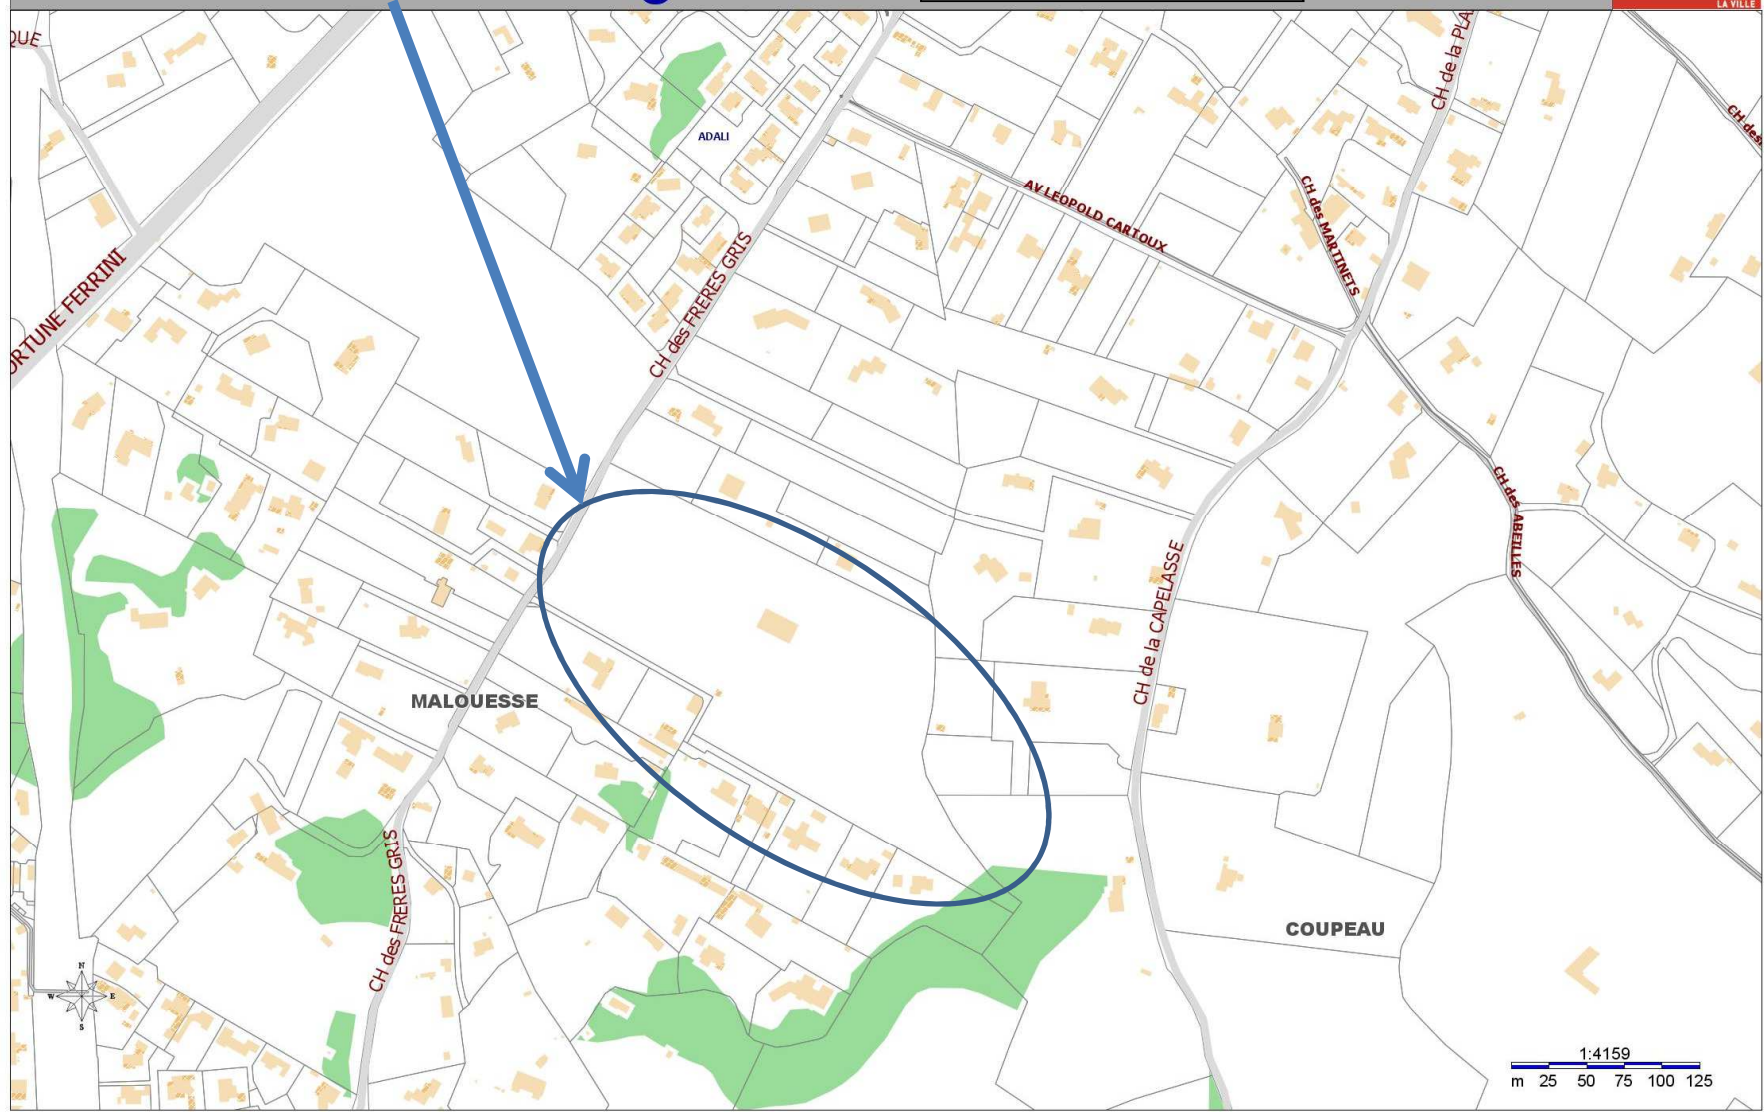 LA VILLE
QUE
CH de la PLA
CH des
ADALI
AV LEOPOLD CARTOUX
CH des MARTINETS
ORTUNE FERRINI
CH des FRERES GRIS
CH des ABEILLES
CH de la CAPELASSE
MALOUESSE
CH des FRERES GRIS
COUPEAU
N
W E
S
1:4159
m 25 50 75 100 125